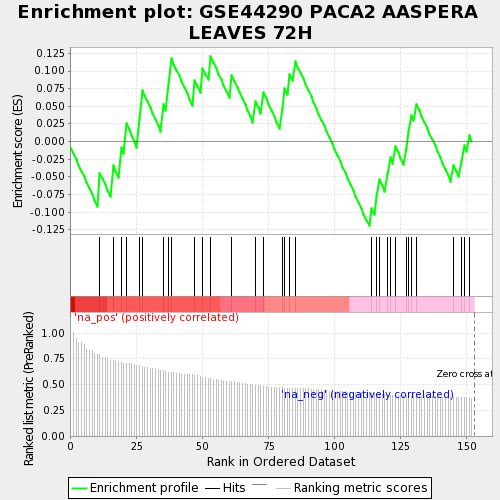 Enrichment plot: GSE44290 PACA2 AASPERA
LEAVES 72H
Enrichment score (ES)
0.125
0.100
0.075
0.050
0.025
0.000
-0.025
-0.050
-0.075
-0.100
-0.125
'na_pos' (positively correlated)
Ranked list metric (PreRanked)
1.00
0.75
0.50
0.25
0.00
Zero cross at
'na_neg' (negatively correlated)
0 25 50 75 100 125 150
Rank in Ordered Dataset
Enrichment profile Hits Ranking metric scores